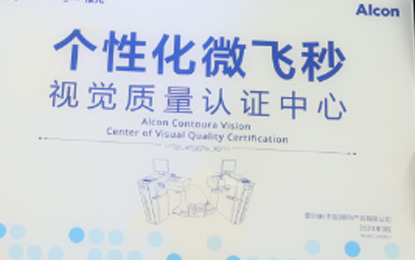 Alcon
个性化微飞秒
视觉质量认证中心
Alcon Contoura Vision
Center of Visual Quality Certification